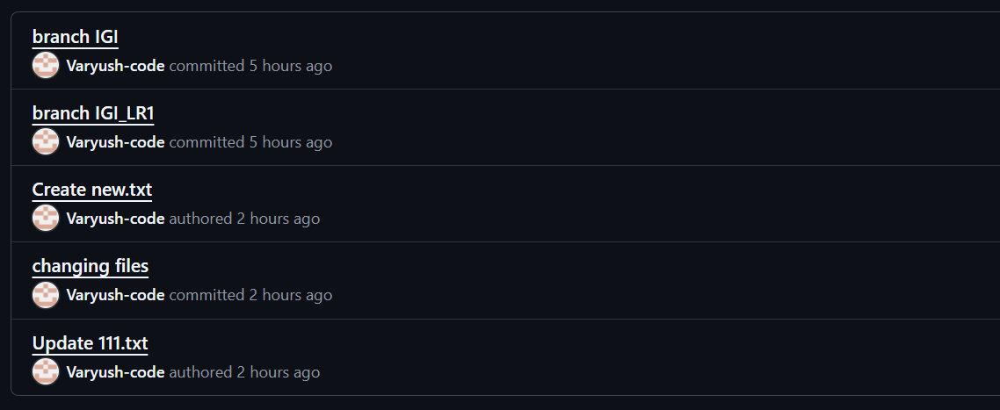 branch IGI
Varyush-code committed 5 hours ago
branch IGI_LR1
Varyush-code committed 5 hours ago
Create new.txt
Varyush-code authored 2 hours ago
changing files
Varyush-code committed 2 hours ago
Update 111.txt
Varyush-code authored 2 hours ago